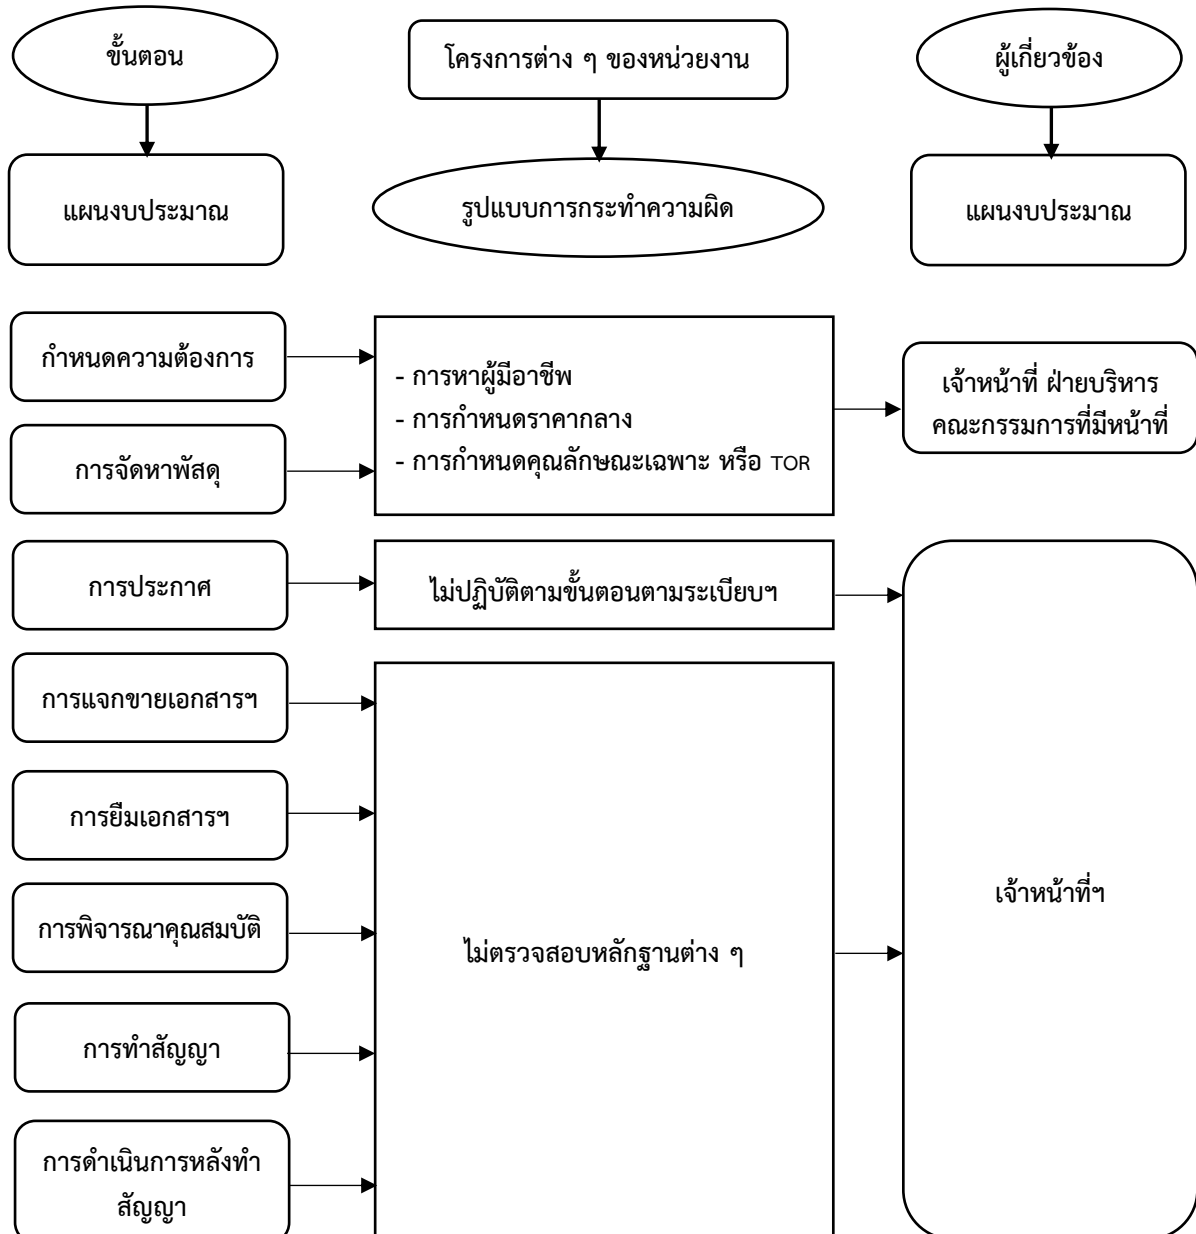 ขั้นตอน
โครงการต่าง ๆ ของหน่วยงาน
ผู้เกี่ยวข้อง
แผนงบประมาณ
รูปแบบการกระทำความผิด
แผนงบประมาณ
กำหนดความต้องการ
การจัดหาพัสดุ
- การหาผู้มีอาชีพ
- การกำหนดราคากลาง
- การกำหนดคุณลักษณะเฉพาะ หรือ TOR
เจ้าหน้าที่ ฝ่ายบริหาร
คณะกรรมการที่มีหน้าที่
การประกาศ
ไม่ปฏิบัติตามขั้นตอนตามระเบียบฯ
การแจกขายเอกสารฯ
การยืมเอกสารฯ
การพิจารณาคุณสมบัติ
การทำสัญญา
การดำเนินการหลังทำ
สัญญา
ไม่ตรวจสอบหลักฐานต่าง ๆ
เจ้าหน้าที่ฯ